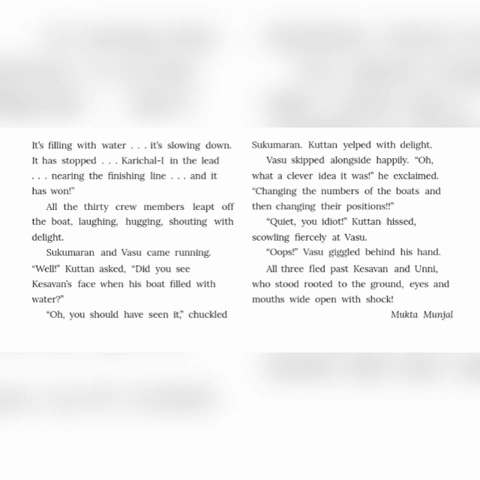 It's filling with water . . . it's slowing down.
It has stopped . . . Karichal-I in the lead
. . . nearing the finishing line . . . and it
has won!"
All the thirty crew members leapt off
the boat, laughing, hugging, shouting with
delight.
Sukumaran and Vasu came running.
"Well!" Kuttan asked, "Did you see
Kesavan's face when his boat filled with
water?"
"Oh, you should have seen it," chuckled
Sukumaran. Kuttan yelped with delight.
Vasu skipped alongside happily. "Oh,
what a clever idea it was!" he exclaimed.
"Changing the numbers of the boats and
then changing their positions!!"
"Quiet, you idiot!" Kuttan hissed,
scowling fiercely at Vasu.
"Oops!" Vasu giggled behind his hand.
All three fled past Kesavan and Unni,
who stood rooted to the ground, eyes and
mouths wide open with shock!
Mukta Munjal